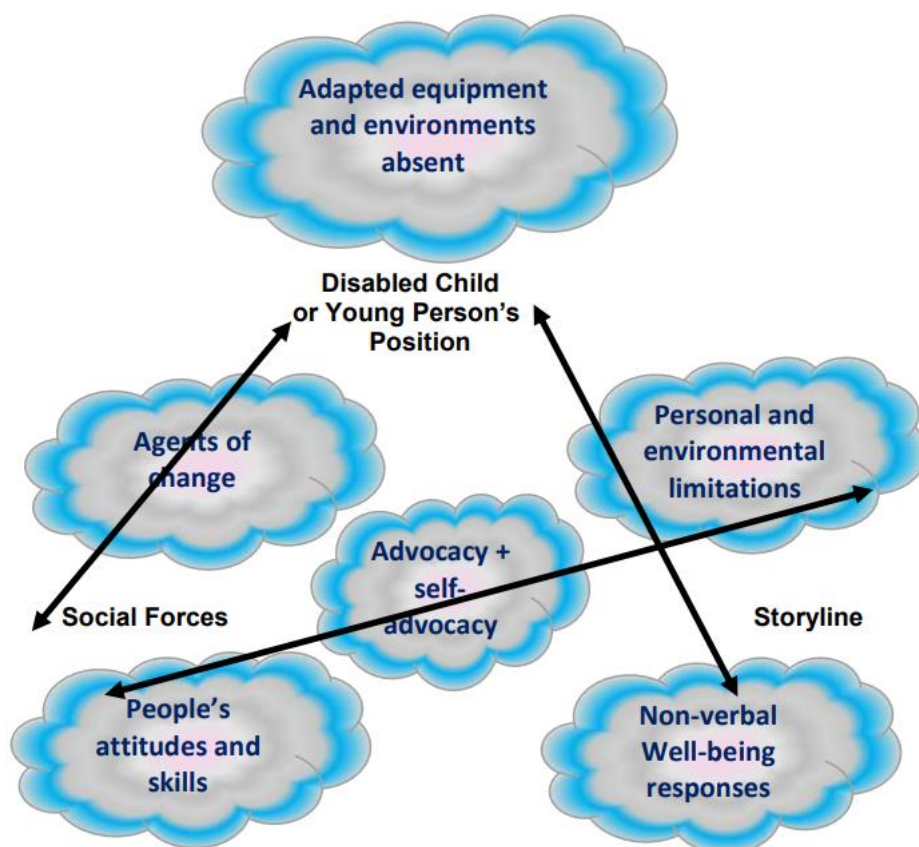 Adapted equipment
and environments
absent
Disabled Child
or Young Person’s
Position
Agents of
change
Personal and
environmental
limitations
Advocacy +
self-
advocacy
Social Forces
Storyline
People’s
attitudes and
skills
Non-verbal
Well-being
responses